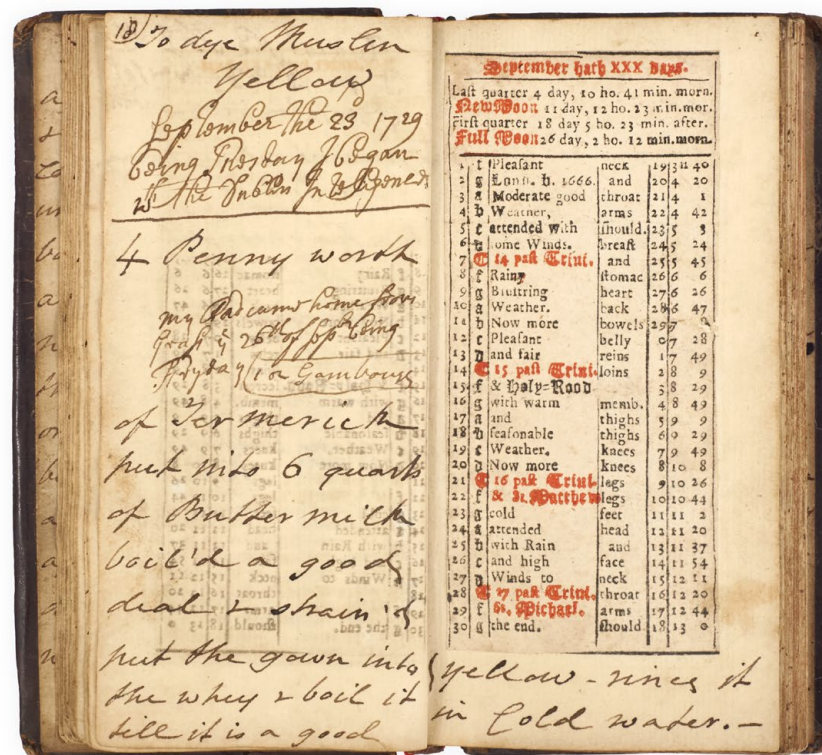 18
To dye Muslin
Yellow
September the 23d 1729
being Tuesday I began
the Dublin
4 Penny worth
my Dad came home from
26th of being
Fryday
of Termerick
put into 6 quarts
of Butter milk
boil'd a good
deal & strain'd
put the gown into
the whey & boil it
till it is a good
September hath XXX Days.
Last quarter 4 day, 10 ho. 41 min. morn.
New Moon 11 day, 12 ho. 23 min. mor.
First quarter 18 day 5 ho. 23 min. after.
Full Moon 26 day, 2 ho. 12 min. morn.
1 f Pleasant neck 19 3 40
2 g Lond. b. 1666. and 20 4 20
3 a Moderate good throat 21 4 1
4 b Weather, arms 22 4 42
5 c attended with should. 23 5 3
6 d some Winds. breast 24 5 24
7 14 past Trini. and 25 5 45
8 f Rainy stomac 26 6 6
9 g Blustring heart 27 6 26
10 a Weather. back 28 6 47
11 b Now more bowels 29 7
12 c Pleasant belly 0 7 28
13 d and fair reins 1 7 49
14 15 past Trini. loins 2 8 9
15 f & Holy-Rood 3 8 29
16 g with warm memb. 4 8 49
17 a and thighs 5 9 9
18 b seasonable thighs 6 9 29
19 c Weather. knees 7 9 49
20 d Now more knees 8 10 8
21 16 past Trini. legs 9 10 26
22 f & St. Matthew legs 10 10 44
23 g cold feet 11 11 2
24 a attended head 12 11 20
25 b with Rain and 13 11 37
26 c and high face 14 11 54
27 d Winds to neck 15 12 11
28 17 past Trini. throat 16 12 20
29 f St. Michael. arms 17 12 44
30 g the end. should 18 13 0
yellow - rince it
in Cold water. -